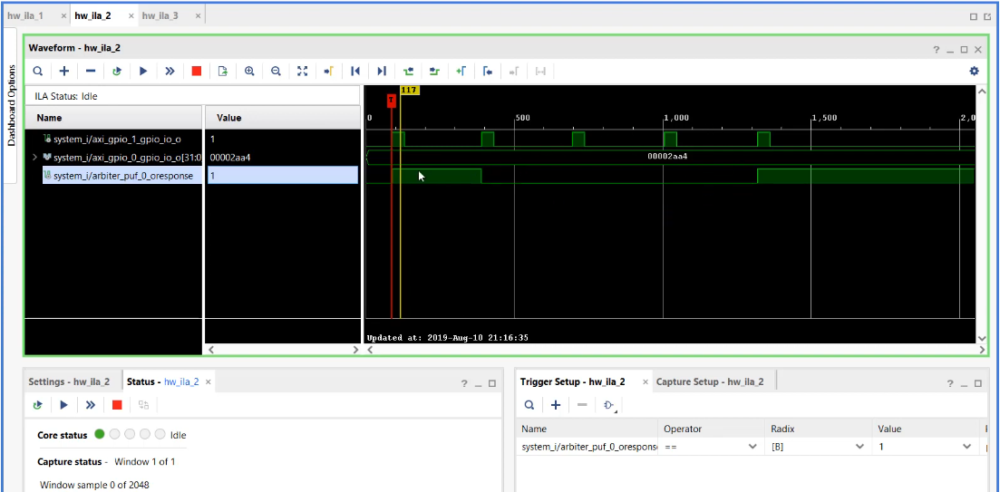 hw_ila_1 × hw_ila_2 × hw_ila_3 ×
Dashboard Options
Waveform - hw_ila_2
ILA Status: Idle
Name Value
117
T
0 500 1,000 1,500 2,0
system_i/axi_gpio_1_gpio_io_o 1
system_i/axi_gpio_0_gpio_io_o[31:0 00002aa4 00002aa4
system_i/arbiter_puf_0_oresponse 1
Updated at: 2019-Aug-10 21:16:35
Settings - hw_ila_2 Status - hw_ila_2 × ? Trigger Setup - hw_ila_2 × Capture Setup - hw_ila_2 ?
Core status Idle
Capture status - Window 1 of 1
Window sample 0 of 2048
Name Operator Radix Value
system_i/arbiter_puf_0_oresponse == [B] 1